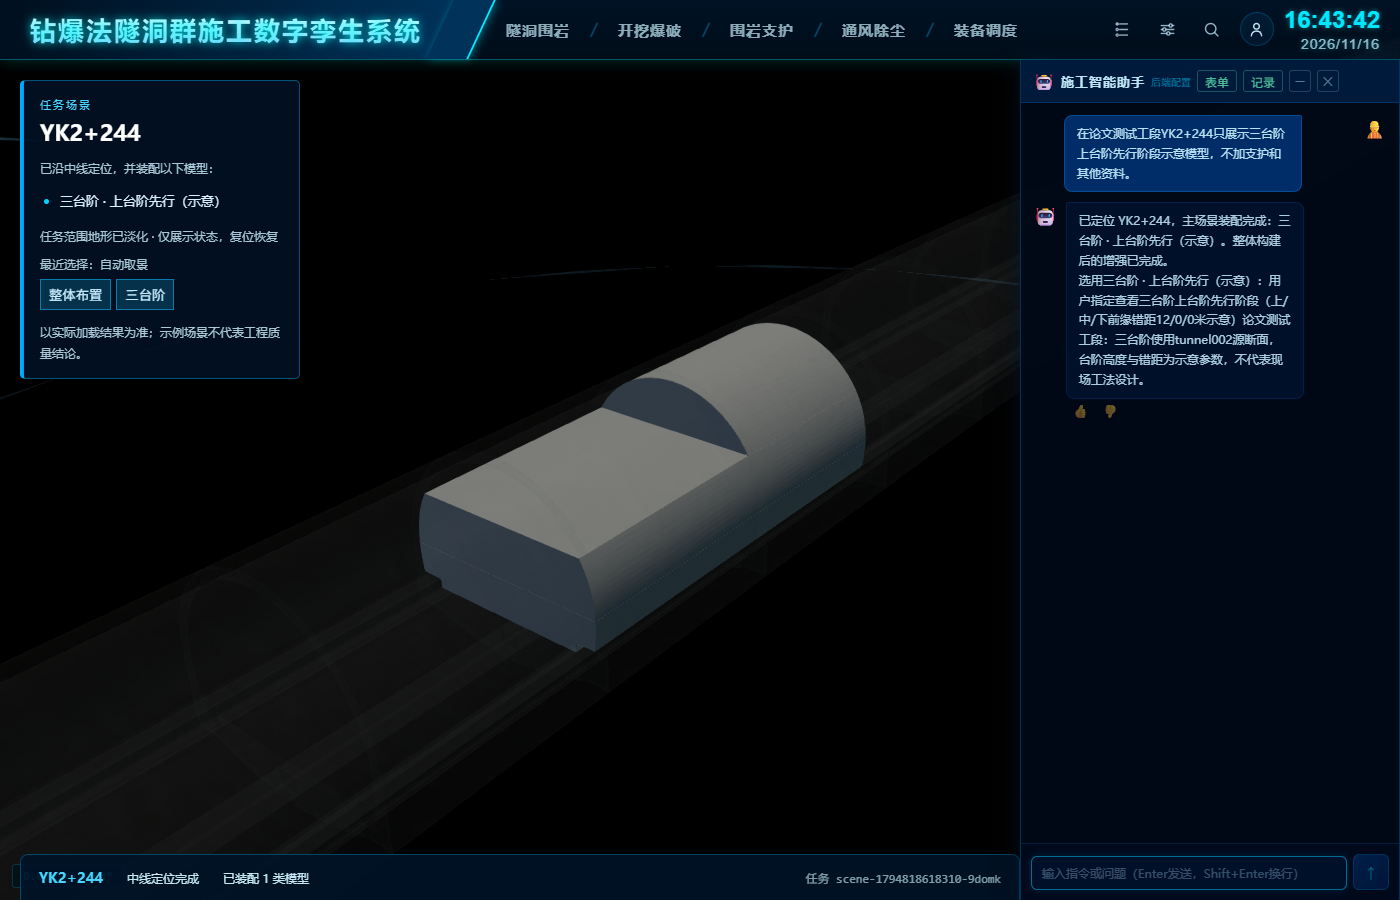 钻爆法隧洞群施工数字孪生系统
隧洞围岩 / 开挖爆破 / 围岩支护 / 通风除尘 / 装备调度
16:43:42
2026/11/16
任务场景
YK2+244
已沿中线定位，并装配以下模型：
三台阶 · 上台阶先行（示意）
任务范围地形已淡化 · 仅展示状态，复位恢复
最近选择：自动取景
整体布置 三台阶
以实际加载结果为准；示例场景不代表工程质
量结论。
施工智能助手 后端配置 表单 记录
在论文测试工段YK2+244只展示三台阶
上台阶先行阶段示意模型，不加支护和
其他资料。
已定位 YK2+244，主场景装配完成：三
台阶 · 上台阶先行（示意）。整体构建
后的增强已完成。
选用三台阶 · 上台阶先行（示意）：用
户指定查看三台阶上台阶先行阶段（上/
中/下前缘错距12/0/0米示意）论文测试
工段：三台阶使用tunnel002源断面，
台阶高度与错距为示意参数，不代表现
场工法设计。
YK2+244 中线定位完成 已装配 1 类模型
任务 scene-1794818618310-9domk
输入指令或问题（Enter发送，Shift+Enter换行）